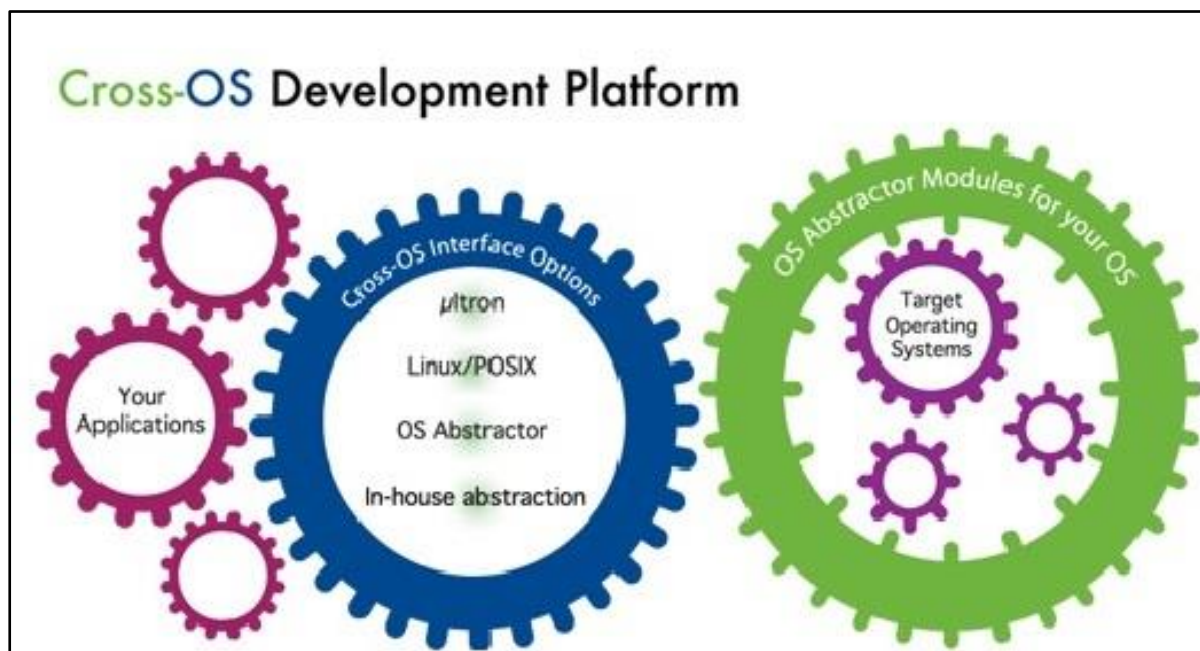 Cross-OS Development Platform
Your
Applications
Cross-OS Interface Options
µltron
Linux/POSIX
OS Abstractor
In-house abstraction
OS Abstractor Modules for your OS
Target
Operating
Systems